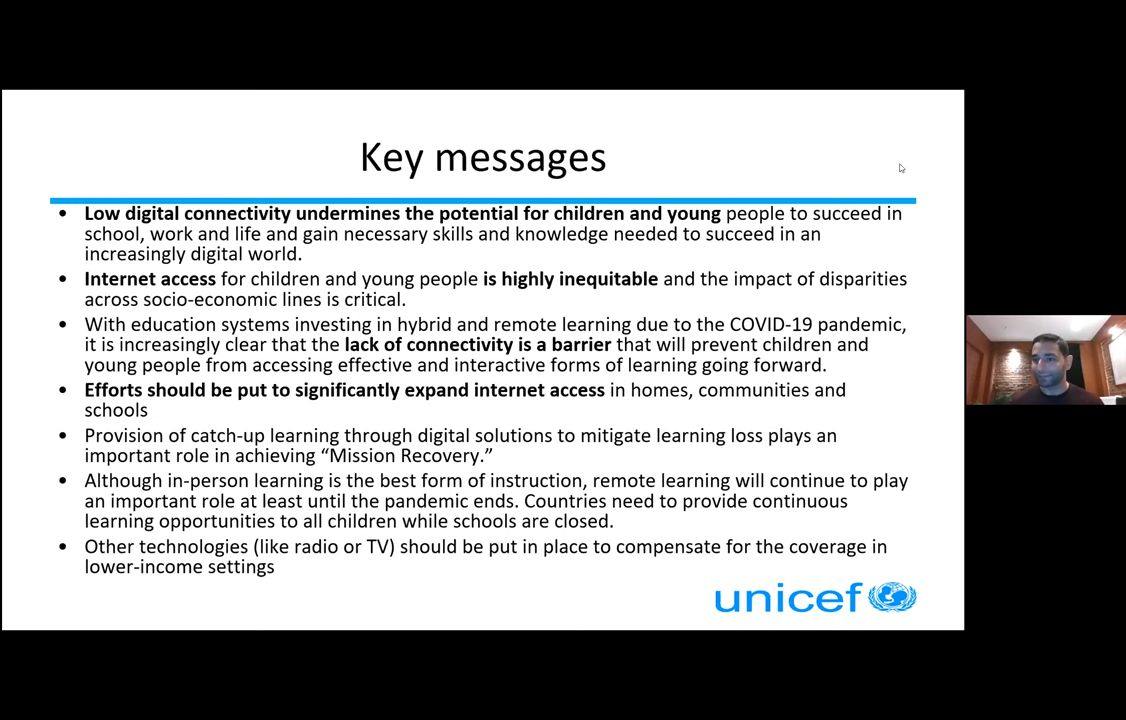 Key messages
• Low digital connectivity undermines the potential for children and young people to succeed in
school, work and life and gain necessary skills and knowledge needed to succeed in an
increasingly digital world.
• Internet access for children and young people is highly inequitable and the impact of disparities
across socio-economic lines is critical.
• With education systems investing in hybrid and remote learning due to the COVID-19 pandemic,
it is increasingly clear that the lack of connectivity is a barrier that will prevent children and
young people from accessing effective and interactive forms of learning going forward.
• Efforts should be put to significantly expand internet access in homes, communities and
schools
• Provision of catch-up learning through digital solutions to mitigate learning loss plays an
important role in achieving “Mission Recovery.”
• Although in-person learning is the best form of instruction, remote learning will continue to play
an important role at least until the pandemic ends. Countries need to provide continuous
learning opportunities to all children while schools are closed.
• Other technologies (like radio or TV) should be put in place to compensate for the coverage in
lower-income settings
unicef